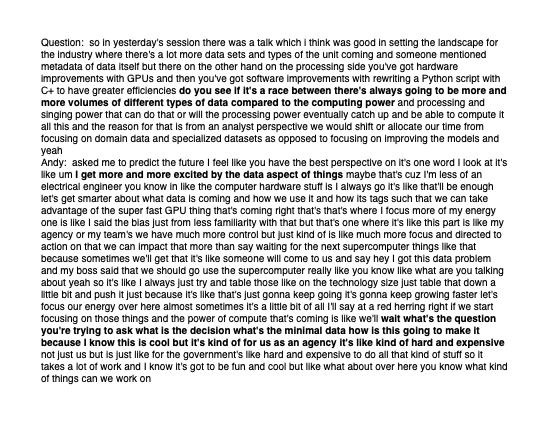 Question:  so in yesterday's session there was a talk which i think was good in setting the landscape for
the industry where there's a lot more data sets and types of the unit coming and someone mentioned
metadata of data itself but there on the other hand on the processing side you've got hardware
improvements with GPUs and then you've got software improvements with rewriting a Python script with
C+ to have greater efficiencies do you see if it's a race between there's always going to be more and
more volumes of different types of data compared to the computing power and processing and
singing power that can do that or will the processing power eventually catch up and be able to compute it
all this and the reason for that is from an analyst perspective we would shift or allocate our time from
focusing on domain data and specialized datasets as opposed to focusing on improving the models and
yeah
Andy:  asked me to predict the future I feel like you have the best perspective on it's one word I look at it's
like um I get more and more excited by the data aspect of things maybe that's cuz I'm less of an
electrical engineer you know in like the computer hardware stuff is I always go it's like that'll be enough
let's get smarter about what data is coming and how we use it and how its tags such that we can take
advantage of the super fast GPU thing that's coming right that's that's where I focus more of my energy
one is like I said the bias just from less familiarity with that but that's one where it's like this part is like my
agency or my team's we have much more control but just kind of is like much more focus and directed to
action on that we can impact that more than say waiting for the next supercomputer things like that
because sometimes we'll get that it's like someone will come to us and say hey I got this data problem
and my boss said that we should go use the supercomputer really like you know like what are you talking
about yeah so it's like I always just try and table those like on the technology size just table that down a
little bit and push it just because it's like that's just gonna keep going it's gonna keep growing faster let's
focus our energy over here almost sometimes it's a little bit of all I'll say at a red herring right if we start
focusing on those things and the power of compute that's coming is like we'll wait what's the question
you're trying to ask what is the decision what's the minimal data how is this going to make it
because I know this is cool but it's kind of for us as an agency it's like kind of hard and expensive
not just us but is just like for the government's like hard and expensive to do all that kind of stuff so it
takes a lot of work and I know it's got to be fun and cool but like what about over here you know what kind
of things can we work on